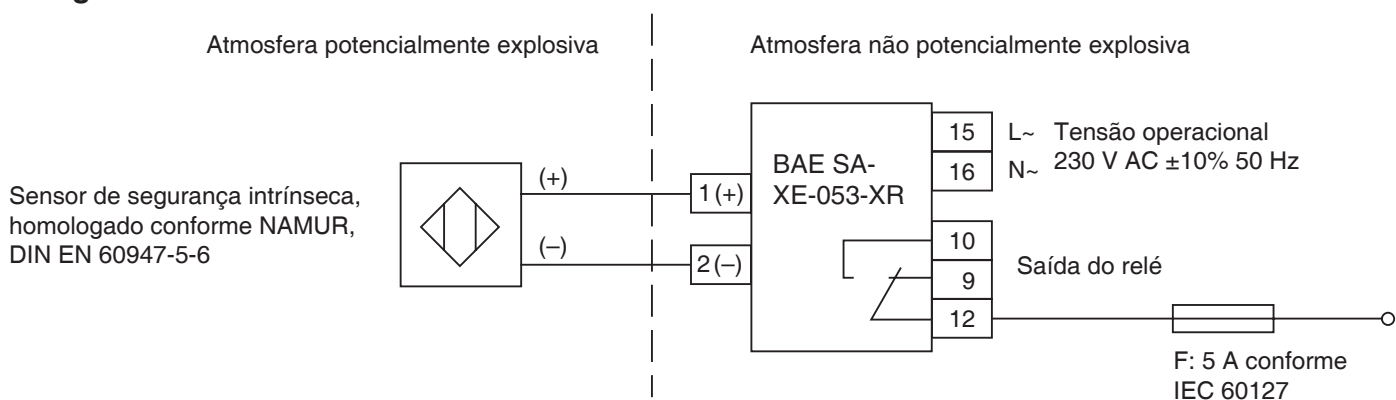 Atmosfera potencialmente explosiva
Atmosfera não potencialmente explosiva
Sensor de segurança intrínseca,
homologado conforme NAMUR,
DIN EN 60947-5-6
(+)
(–)
1 (+)
2 (–)
BAE SA-
XE-053-XR
15
16
L~
N~
Tensão operacional
230 V AC ±10% 50 Hz
10
9
12
Saída do relé
F: 5 A conforme
IEC 60127